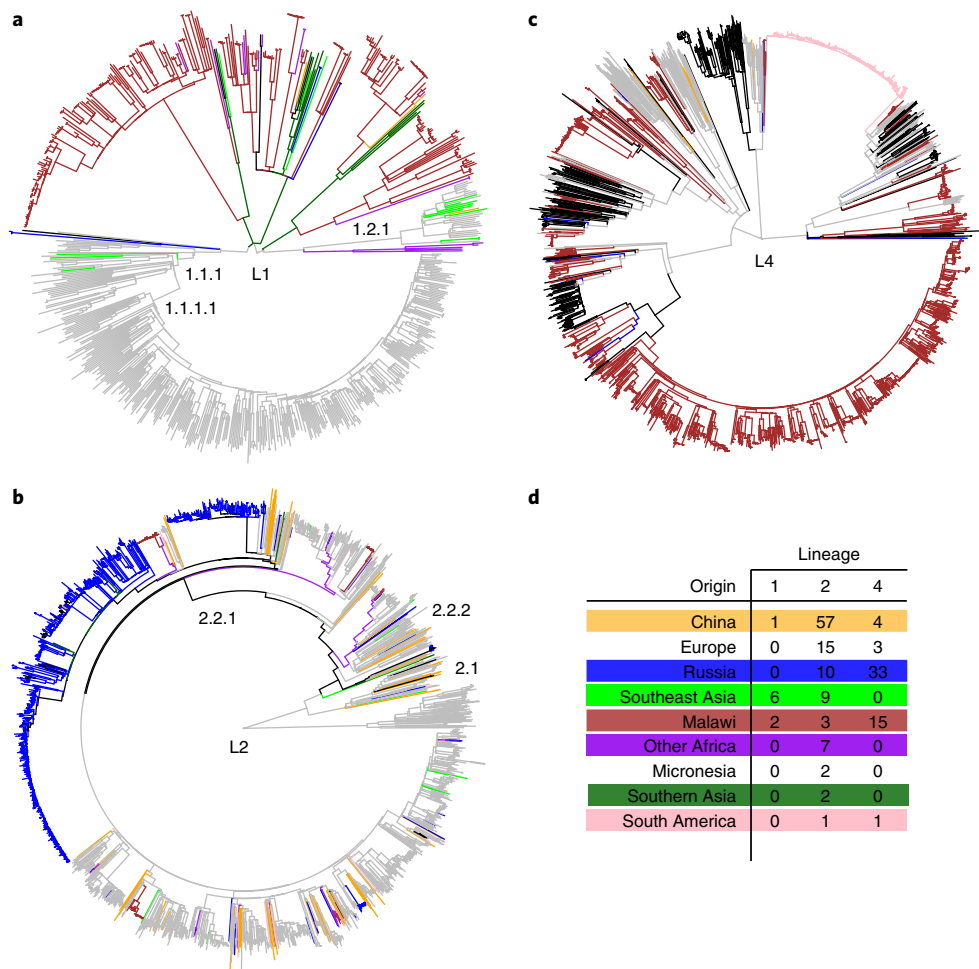 a
1.2.1
1.1.1
L1
1.1.1.1
c
L4
b
2.2.1
2.2.2
2.1
L2
d
Lineage
Origin 1 2 4
China 1 57 4
Europe 0 15 3
Russia 0 10 33
Southeast Asia 6 9 0
Malawi 2 3 15
Other Africa 0 7 0
Micronesia 0 2 0
Southern Asia 0 2 0
South America 0 1 1